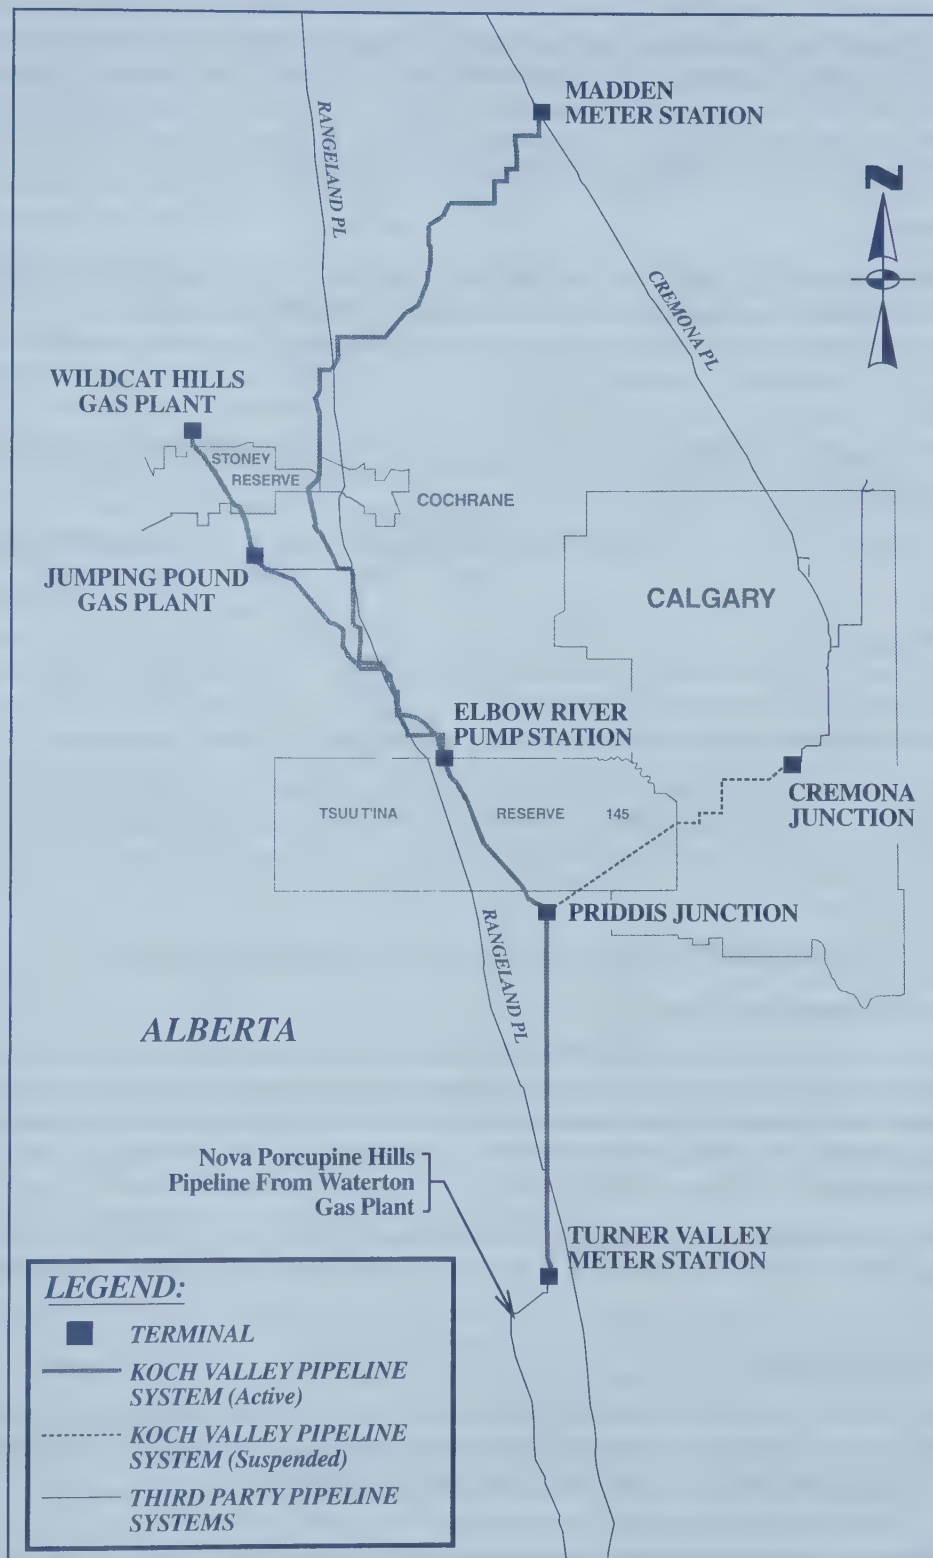 MADDEN
METER STATION
RANGELAND PL
N
CREMONA PL
WILDCAT HILLS
GAS PLANT
STONEY
RESERVE
COCHRANE
JUMPING POUND
GAS PLANT
CALGARY
ELBOW RIVER
PUMP STATION
TSUU T'INA RESERVE 145
CREMONA
JUNCTION
PRIDDIS JUNCTION
RANGELAND PL
ALBERTA
Nova Porcupine Hills
Pipeline From Waterton
Gas Plant
TURNER VALLEY
METER STATION
LEGEND:
TERMINAL
KOCH VALLEY PIPELINE
SYSTEM (Active)
KOCH VALLEY PIPELINE
SYSTEM (Suspended)
THIRD PARTY PIPELINE
SYSTEMS